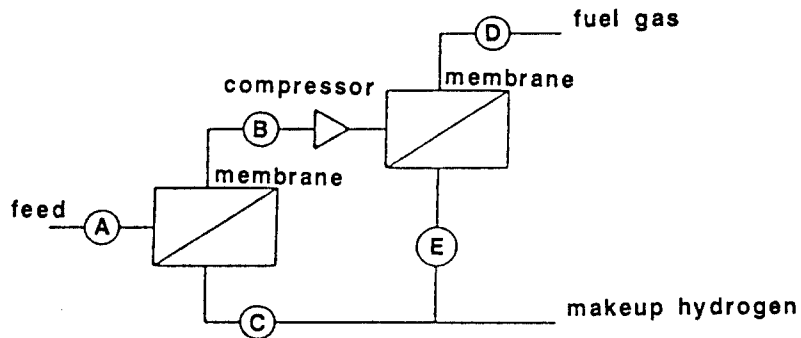 fuel gas
D
membrane
compressor
B
membrane
feed
A
E
C
makeup hydrogen